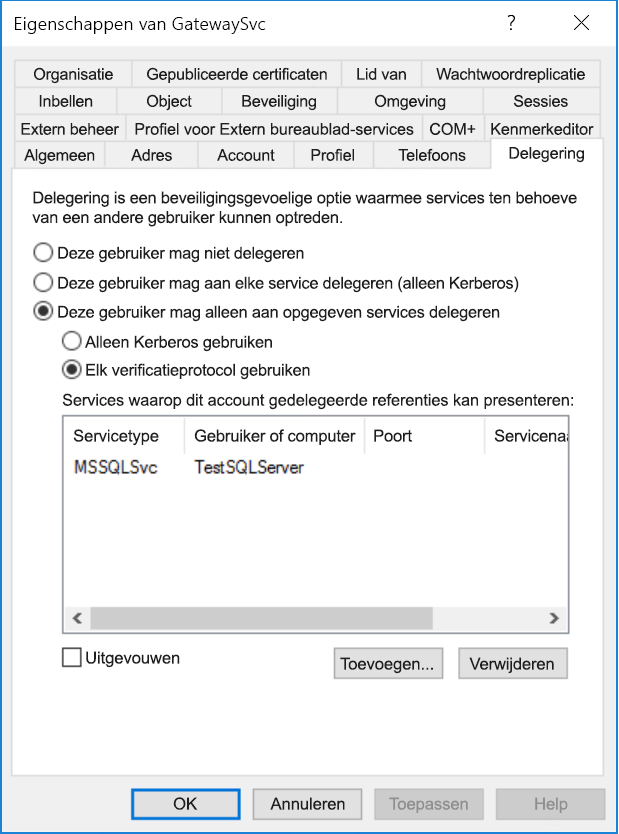 Eigenschappen van GatewaySvc ?
Organisatie Gepubliceerde certificaten Lid van Wachtwoordreplicatie
Inbellen Object Beveiliging Omgeving Sessies
Extern beheer Profiel voor Extern bureaublad-services COM+ Kenmerkeditor
Algemeen Adres Account Profiel Telefoons Delegering
Delegering is een beveiligingsgevoelige optie waarmee services ten behoeve
van een andere gebruiker kunnen optreden.
Deze gebruiker mag niet delegeren
Deze gebruiker mag aan elke service delegeren (alleen Kerberos)
Deze gebruiker mag alleen aan opgegeven services delegeren
Alleen Kerberos gebruiken
Elk verificatieprotocol gebruiken
Services waarop dit account gedelegeerde referenties kan presenteren:
Servicetype Gebruiker of computer Poort Servicenaa
MSSQLSvc TestSQLServer
Uitgevouwen Toevoegen... Verwijderen
OK Annuleren Toepassen Help